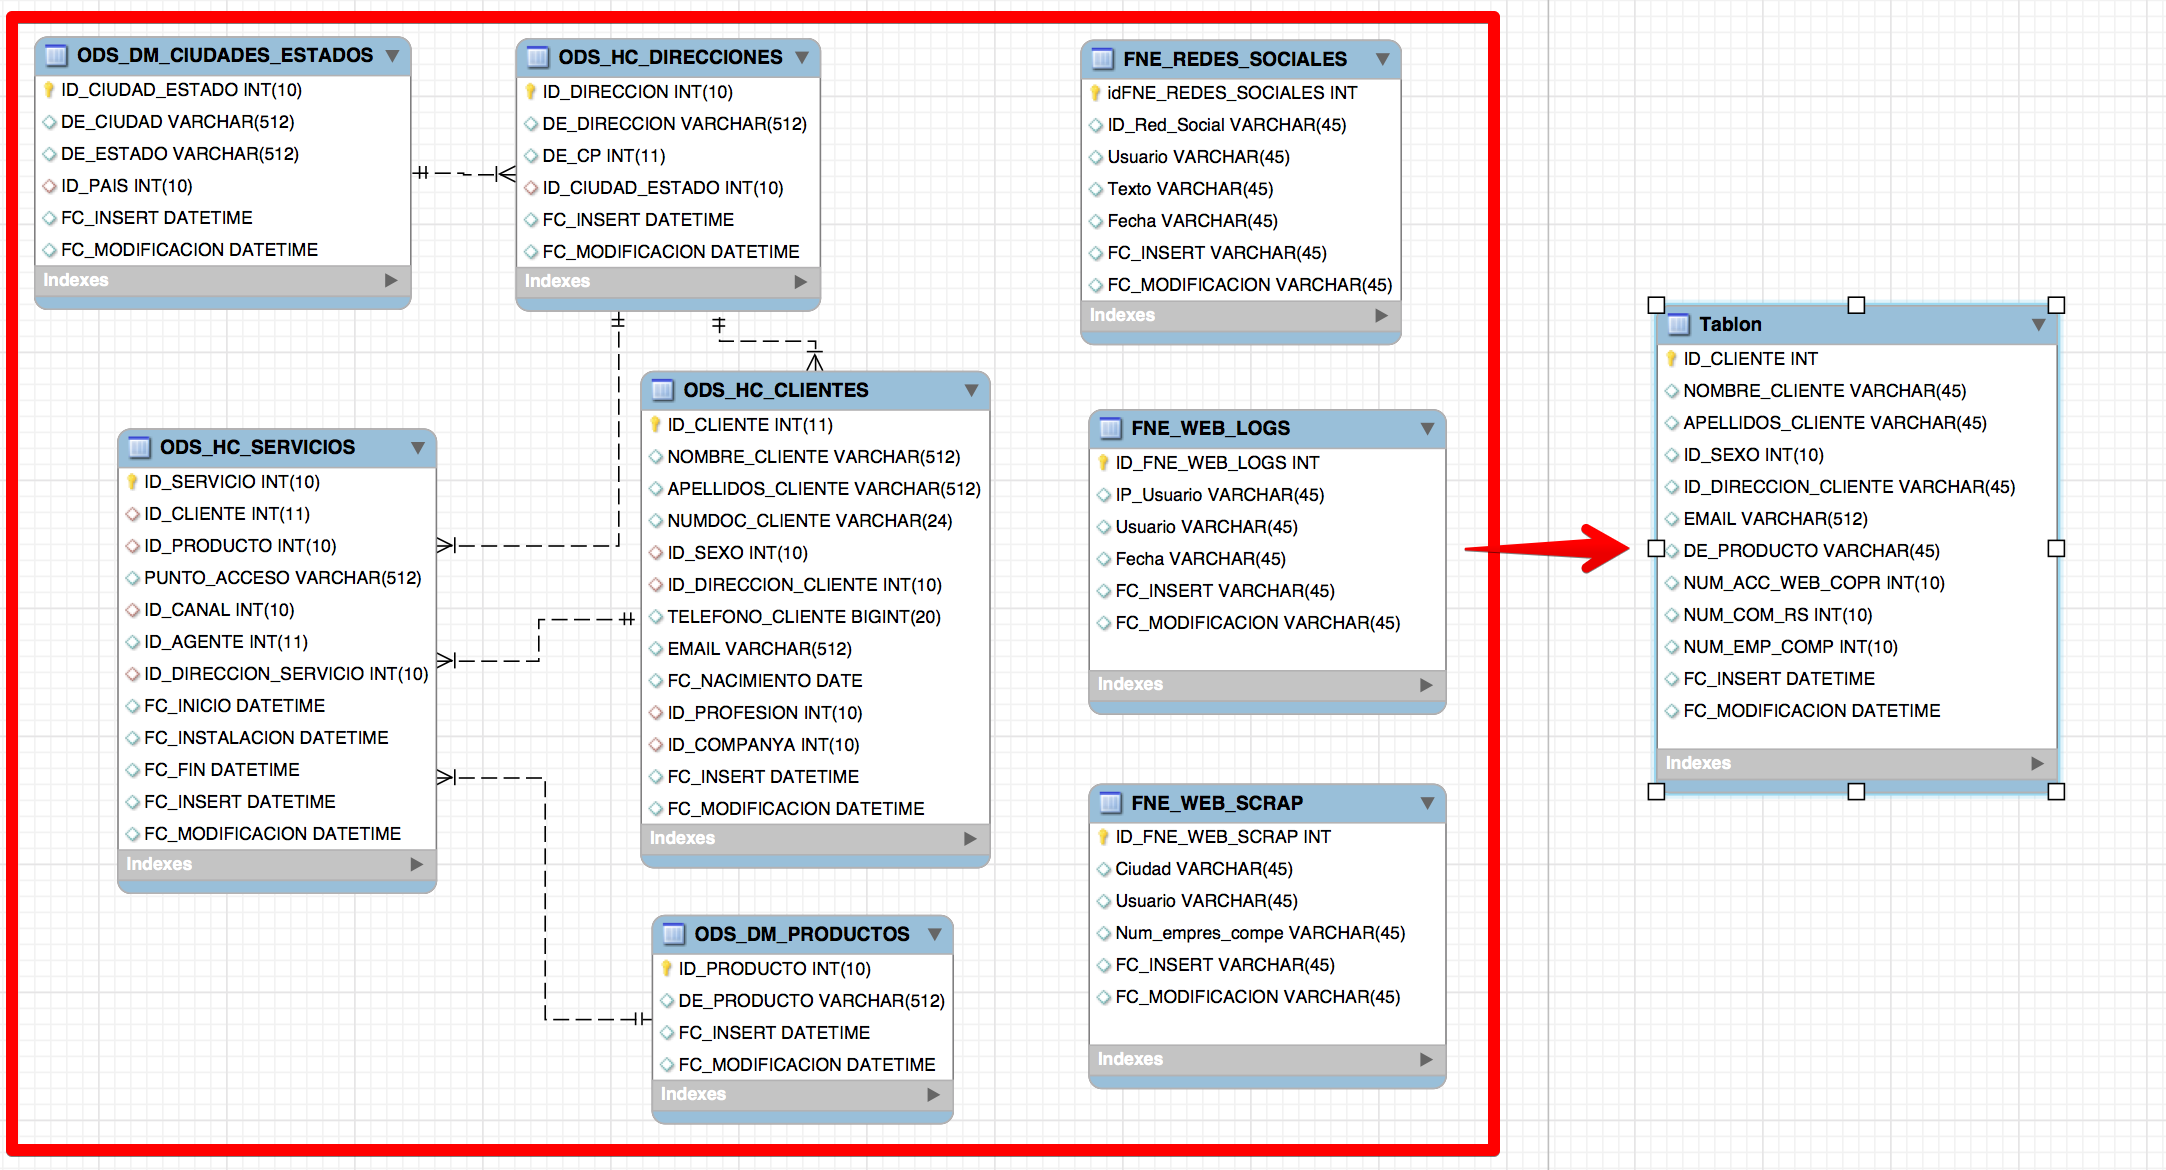 ODS_DM_CIUDADES_ESTADOS
ID_CIUDAD_ESTADO INT(10)
DE_CIUDAD VARCHAR(512)
DE_ESTADO VARCHAR(512)
ID_PAIS INT(10)
FC_INSERT DATETIME
FC_MODIFICACION DATETIME
Indexes
ODS_HC_DIRECCIONES
ID_DIRECCION INT(10)
DE_DIRECCION VARCHAR(512)
DE_CP INT(11)
ID_CIUDAD_ESTADO INT(10)
FC_INSERT DATETIME
FC_MODIFICACION DATETIME
Indexes
FNE_REDES_SOCIALES
idFNE_REDES_SOCIALES INT
ID_Red_Social VARCHAR(45)
Usuario VARCHAR(45)
Texto VARCHAR(45)
Fecha VARCHAR(45)
FC_INSERT VARCHAR(45)
FC_MODIFICACION VARCHAR(45)
Indexes
ODS_HC_SERVICIOS
ID_SERVICIO INT(10)
ID_CLIENTE INT(11)
ID_PRODUCTO INT(10)
PUNTO_ACCESO VARCHAR(512)
ID_CANAL INT(10)
ID_AGENTE INT(11)
ID_DIRECCION_SERVICIO INT(10)
FC_INICIO DATETIME
FC_INSTALACION DATETIME
FC_FIN DATETIME
FC_INSERT DATETIME
FC_MODIFICACION DATETIME
Indexes
ODS_HC_CLIENTES
ID_CLIENTE INT(11)
NOMBRE_CLIENTE VARCHAR(512)
APELLIDOS_CLIENTE VARCHAR(512)
NUMDOC_CLIENTE VARCHAR(24)
ID_SEXO INT(10)
ID_DIRECCION_CLIENTE INT(10)
TELEFONO_CLIENTE BIGINT(20)
EMAIL VARCHAR(512)
FC_NACIMIENTO DATE
ID_PROFESION INT(10)
ID_COMPANYA INT(10)
FC_INSERT DATETIME
FC_MODIFICACION DATETIME
Indexes
FNE_WEB_LOGS
ID_FNE_WEB_LOGS INT
IP_Usuario VARCHAR(45)
Usuario VARCHAR(45)
Fecha VARCHAR(45)
FC_INSERT VARCHAR(45)
FC_MODIFICACION VARCHAR(45)
Indexes
ODS_DM_PRODUCTOS
ID_PRODUCTO INT(10)
DE_PRODUCTO VARCHAR(512)
FC_INSERT DATETIME
FC_MODIFICACION DATETIME
Indexes
FNE_WEB_SCRAP
ID_FNE_WEB_SCRAP INT
Ciudad VARCHAR(45)
Usuario VARCHAR(45)
Num_empres_compe VARCHAR(45)
FC_INSERT VARCHAR(45)
FC_MODIFICACION VARCHAR(45)
Indexes
Tablon
ID_CLIENTE INT
NOMBRE_CLIENTE VARCHAR(45)
APELLIDOS_CLIENTE VARCHAR(45)
ID_SEXO INT(10)
ID_DIRECCION_CLIENTE VARCHAR(45)
EMAIL VARCHAR(512)
DE_PRODUCTO VARCHAR(45)
NUM_ACC_WEB_COPR INT(10)
NUM_COM_RS INT(10)
NUM_EMP_COMP INT(10)
FC_INSERT DATETIME
FC_MODIFICACION DATETIME
Indexes